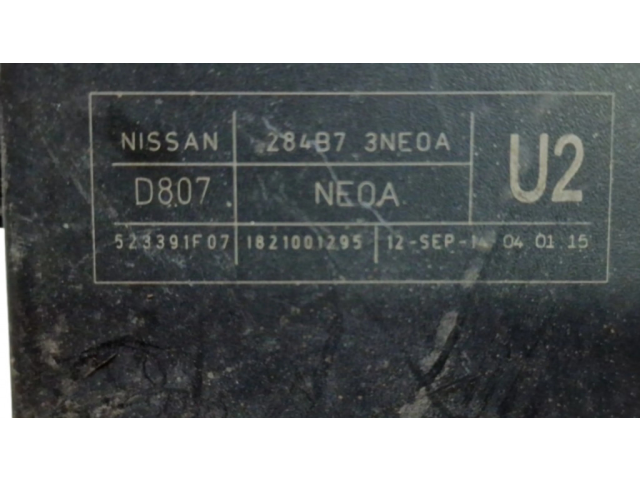 NISSAN 284B7 3NE0A U2
D807 NE0A
523391F07 1821001295 12-SEP-14 04 01 15